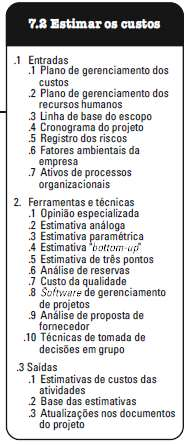 7.2 Estimar os custos
.1 Entradas
.1 Plano de gerenciamento dos
custos
.2 Plano de gerenciamento dos
recursos humanos
.3 Linha de base do escopo
.4 Cronograma do projeto
.5 Registro dos riscos
.6 Fatores ambientais da
empresa
.7 Ativos de processos
organizacionais
2. Ferramentas e técnicas
.1 Opinião especializada
.2 Estimativa análoga
.3 Estimativa paramétrica
.4 Estimativa "bottom-up"
.5 Estimativa de três pontos
.6 Análise de reservas
.7 Custo da qualidade
.8 Software de gerenciamento
de projetos
.9 Análise de proposta de
fornecedor
.10 Técnicas de tomada de
decisões em grupo
.3 Saídas
.1 Estimativas de custos das
atividades
.2 Base das estimativas
.3 Atualizações nos documentos
do projeto